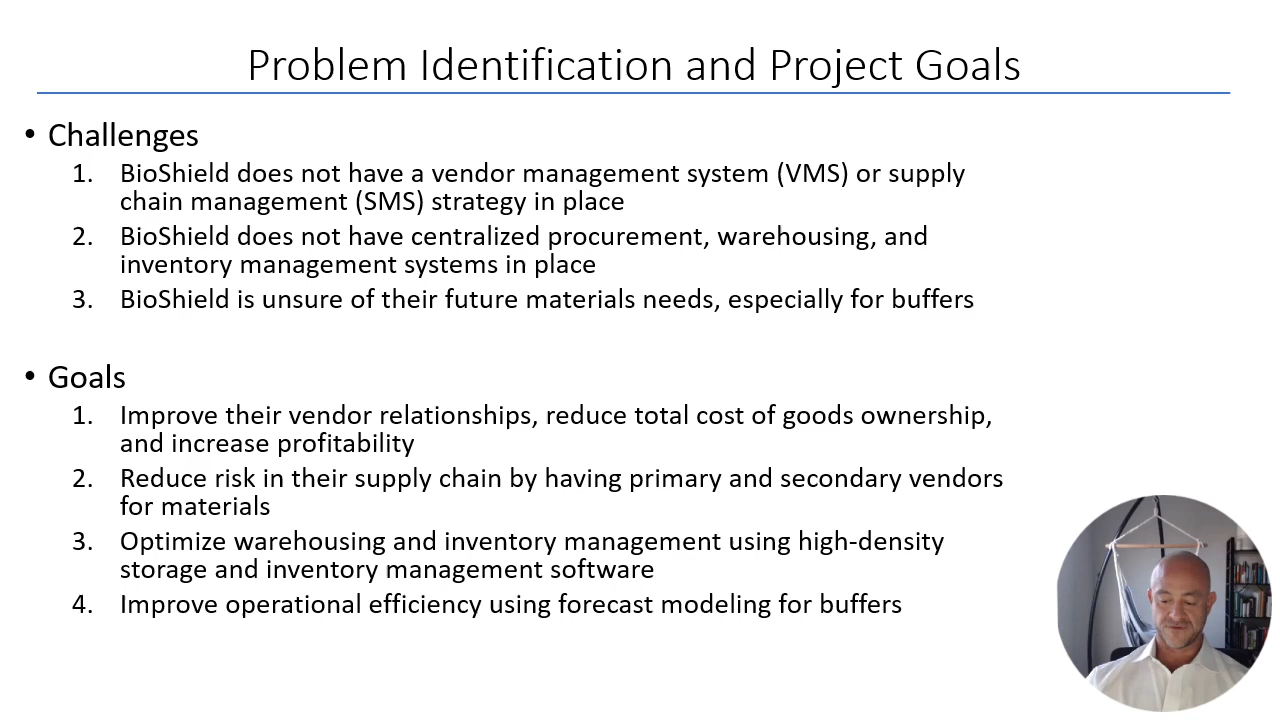 Problem Identification and Project Goals
• Challenges
1. BioShield does not have a vendor management system (VMS) or supply
chain management (SMS) strategy in place
2. BioShield does not have centralized procurement, warehousing, and
inventory management systems in place
3. BioShield is unsure of their future materials needs, especially for buffers
• Goals
1. Improve their vendor relationships, reduce total cost of goods ownership,
and increase profitability
2. Reduce risk in their supply chain by having primary and secondary vendors
for materials
3. Optimize warehousing and inventory management using high-density
storage and inventory management software
4. Improve operational efficiency using forecast modeling for buffers